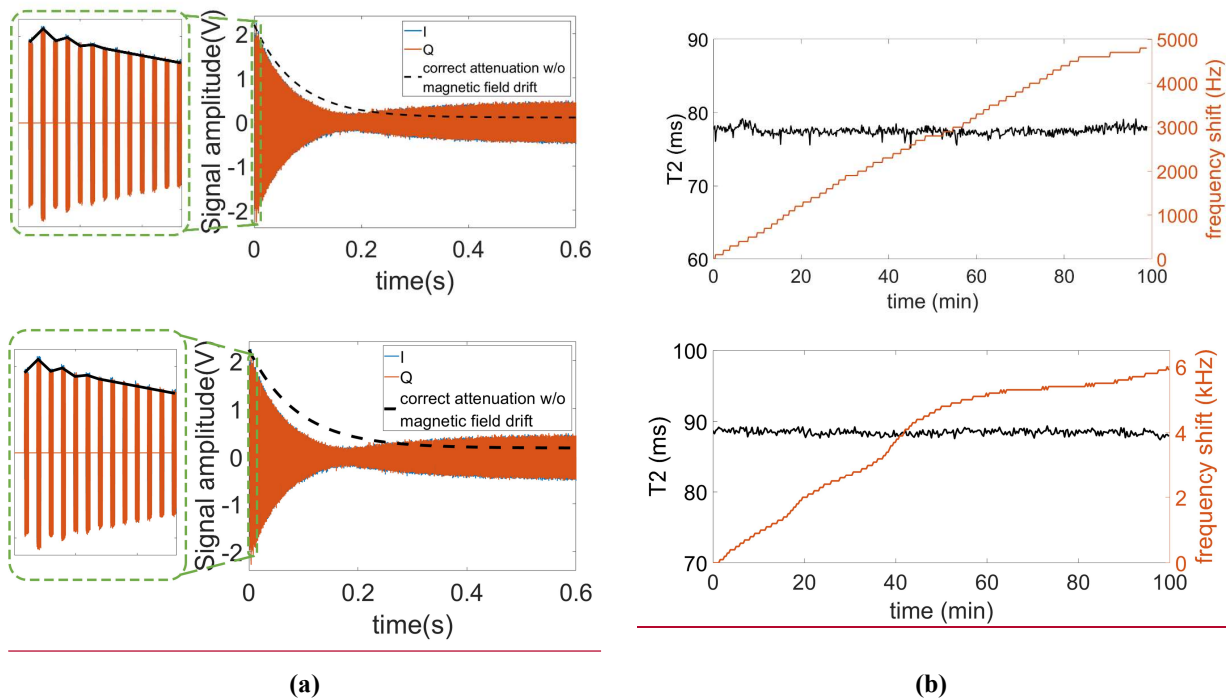 Signal amplitude(V)
2
1
0
-1
-2
I
Q
correct attenuation w/o
magnetic field drift
0
0.2
0.4
0.6
time(s)
T2 (ms)
90
80
70
60
frequency shift (Hz)
5000
4000
3000
2000
1000
0
0
20
40
60
80
100
time (min)
Signal amplitude(V)
2
1
0
-1
-2
I
Q
correct attenuation w/o
magnetic field drift
0
0.2
0.4
0.6
time(s)
T2 (ms)
100
90
80
70
frequency shift (kHz)
6
4
2
0
0
20
40
60
80
100
time (min)
(a)
(b)